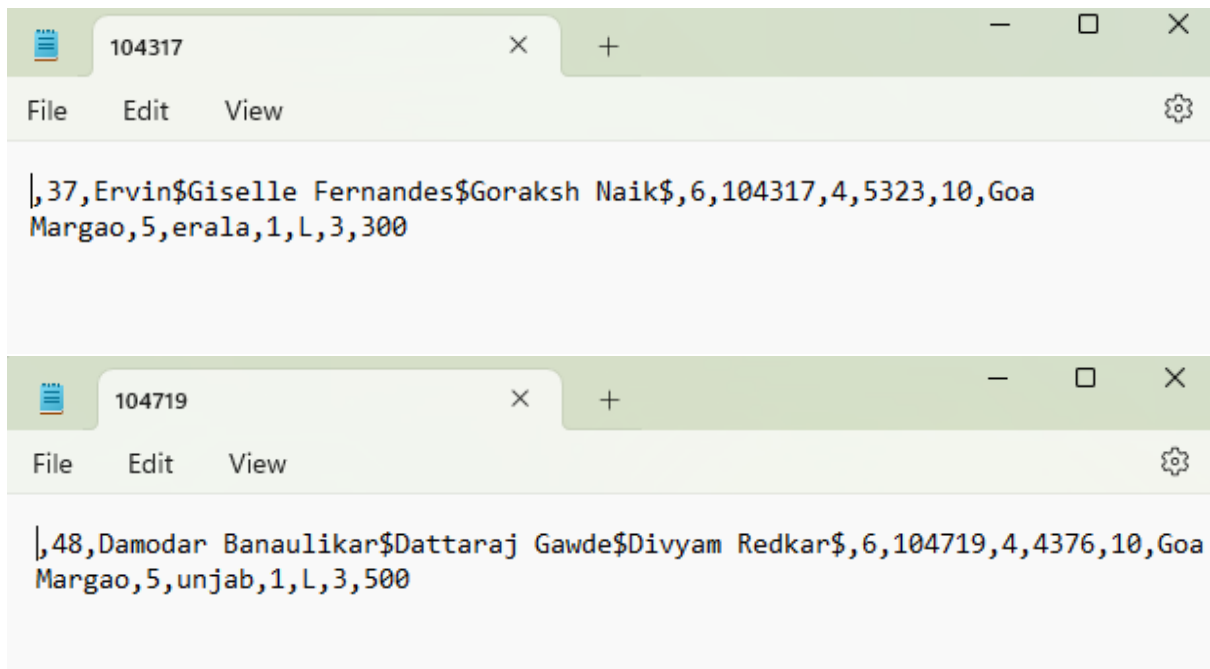 104317
File Edit View
,37,Ervin$Giselle Fernandes$Goraksh Naik$,6,104317,4,5323,10,Goa
Margao,5,erala,1,L,3,300
104719
File Edit View
,48,Damodar Banaulikar$Dattaraj Gawde$Divyam Redkar$,6,104719,4,4376,10,Goa
Margao,5,unjab,1,L,3,500